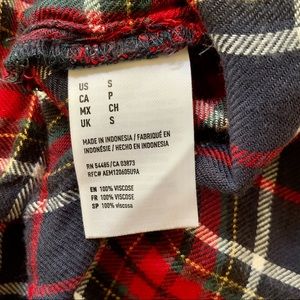 US S
CA P
MX CH
UK S
MADE IN INDONESIA / FABRIQUÉ EN
INDONÉSIE / HECHO EN INDONESIA
RN 54485/CA 03873
RFC# AEM120605U9A
EN 100% VISCOSE
FR 100% VISCOSE
SP 100% viscosa